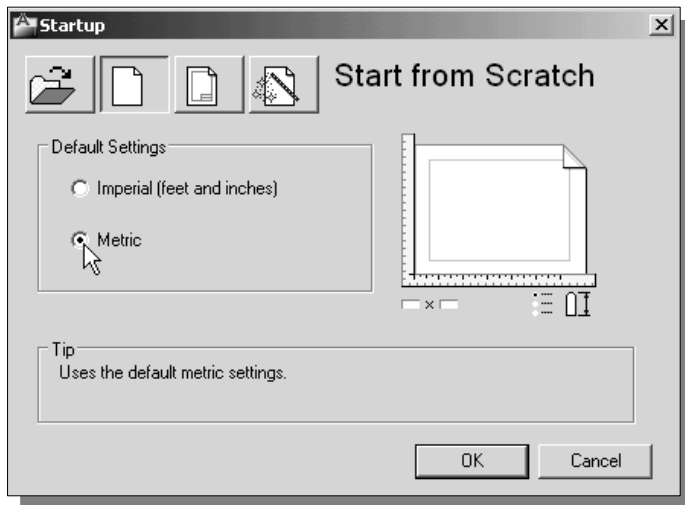 Startup
Start from Scratch
Default Settings
Imperial (feet and inches)
Metric
Tip
Uses the default metric settings.
OK
Cancel